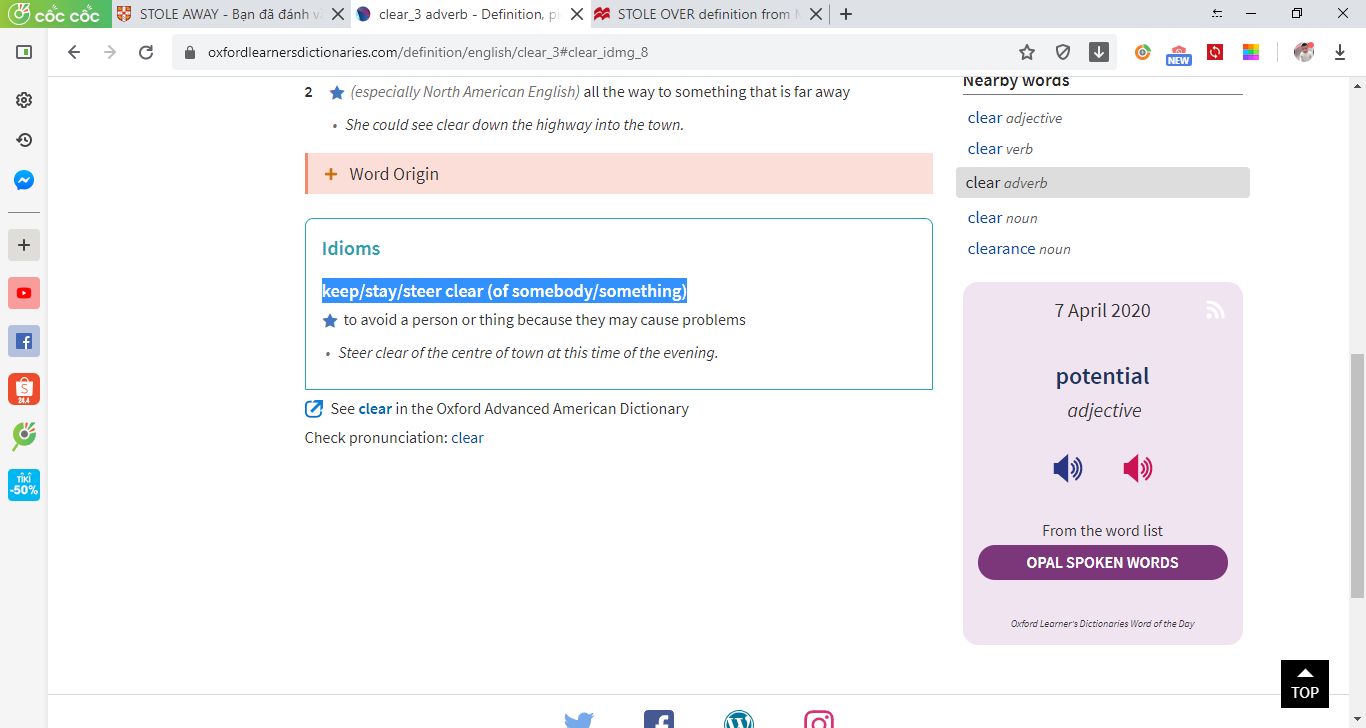 cốc cốc
STOLE AWAY - Bạn đã đánh v
clear_3 adverb - Definition, p
STOLE OVER definition from M
oxfordlearnersdictionaries.com/definition/english/clear_3#clear_idmg_8
NEW
2 (especially North American English) all the way to something that is far away
• She could see clear down the highway into the town.
+ Word Origin
Idioms
keep/stay/steer clear (of somebody/something)
to avoid a person or thing because they may cause problems
• Steer clear of the centre of town at this time of the evening.
See clear in the Oxford Advanced American Dictionary
Check pronunciation: clear
Nearby words
clear adjective
clear verb
clear adverb
clear noun
clearance noun
7 April 2020
potential
adjective
From the word list
OPAL SPOKEN WORDS
Oxford Learner's Dictionaries Word of the Day
TOP
S
24.4
TIKI
-50%